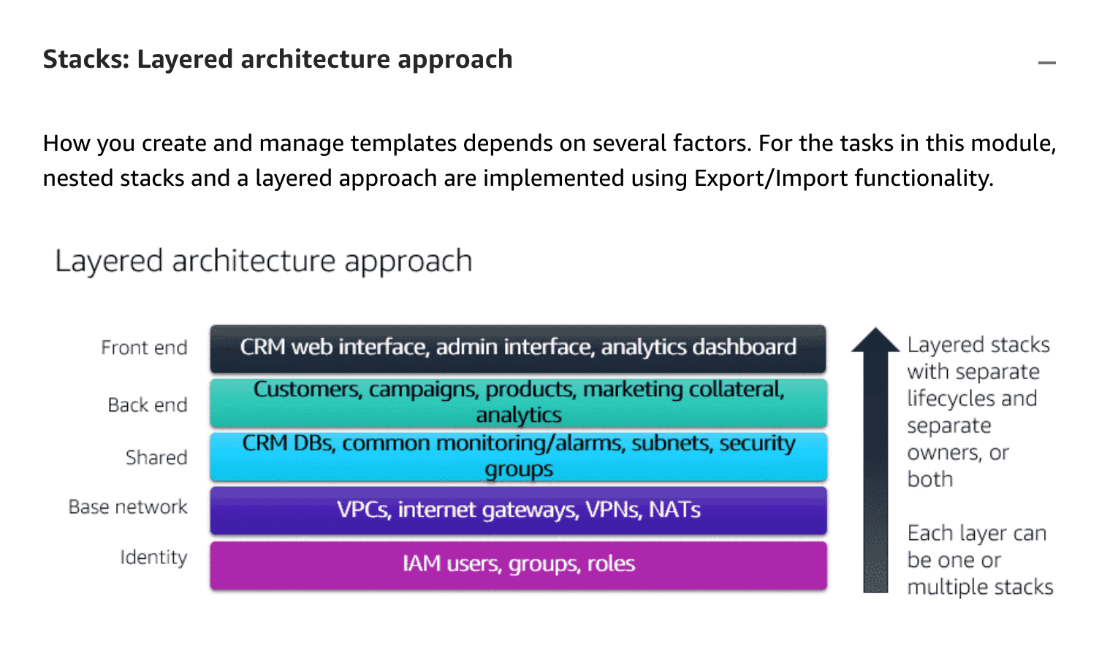 Stacks: Layered architecture approach
How you create and manage templates depends on several factors. For the tasks in this module,
nested stacks and a layered approach are implemented using Export/Import functionality.
Layered architecture approach
Front end
CRM web interface, admin interface, analytics dashboard
Back end
Customers, campaigns, products, marketing collateral,
analytics
Shared
CRM DBs, common monitoring/alarms, subnets, security
groups
Base network
VPCs, internet gateways, VPNs, NATs
Identity
IAM users, groups, roles
Layered stacks
with separate
lifecycles and
separate
owners, or
both
Each layer can
be one or
multiple stacks